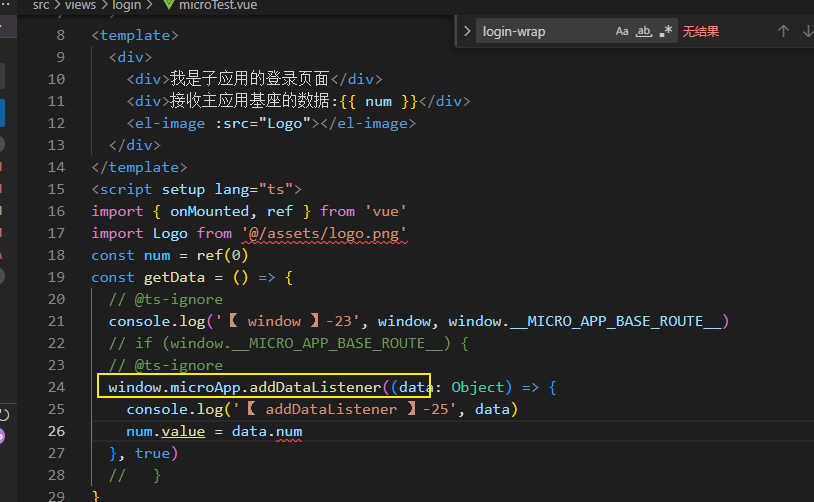 src > views > login > microTest.vue
login-wrap Aa ab .* 无结果
8 <template>
9 <div>
10 <div>我是子应用的登录页面</div>
11 <div>接收主应用基座的数据:{{ num }}</div>
12 <el-image :src="Logo"></el-image>
13 </div>
14 </template>
15 <script setup lang="ts">
16 import { onMounted, ref } from 'vue'
17 import Logo from '@/assets/logo.png'
18 const num = ref(0)
19 const getData = () => {
20 // @ts-ignore
21 console.log('【 window 】-23', window, window.__MICRO_APP_BASE_ROUTE__)
22 // if (window.__MICRO_APP_BASE_ROUTE__) {
23 // @ts-ignore
24 window.microApp.addDataListener((data: Object) => {
25 console.log('【 addDataListener 】-25', data)
26 num.value = data.num
27 }, true)
28 // }
29 }